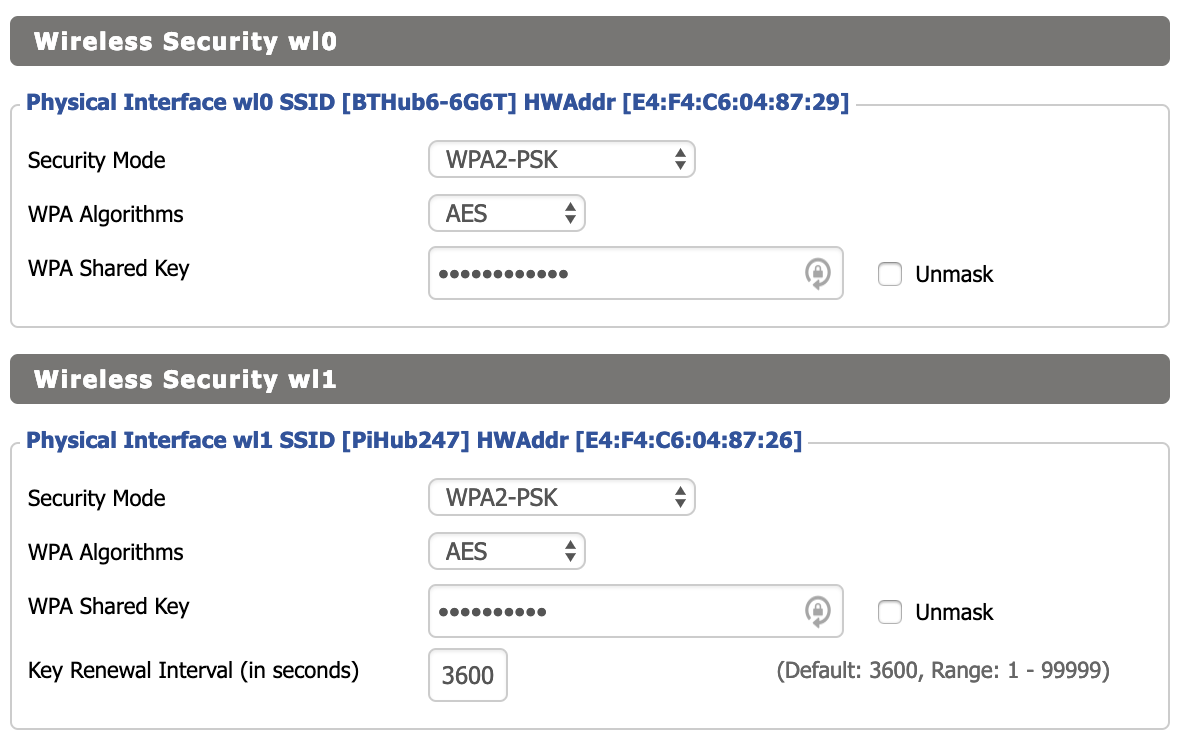 Wireless Security wl0
Physical Interface wl0 SSID [BTHub6-6G6T] HWAddr [E4:F4:C6:04:87:29]
Security Mode WPA2-PSK
WPA Algorithms AES
WPA Shared Key •••••••••••• Unmask
Wireless Security wl1
Physical Interface wl1 SSID [PiHub247] HWAddr [E4:F4:C6:04:87:26]
Security Mode WPA2-PSK
WPA Algorithms AES
WPA Shared Key •••••••••• Unmask
Key Renewal Interval (in seconds) 3600 (Default: 3600, Range: 1 - 99999)